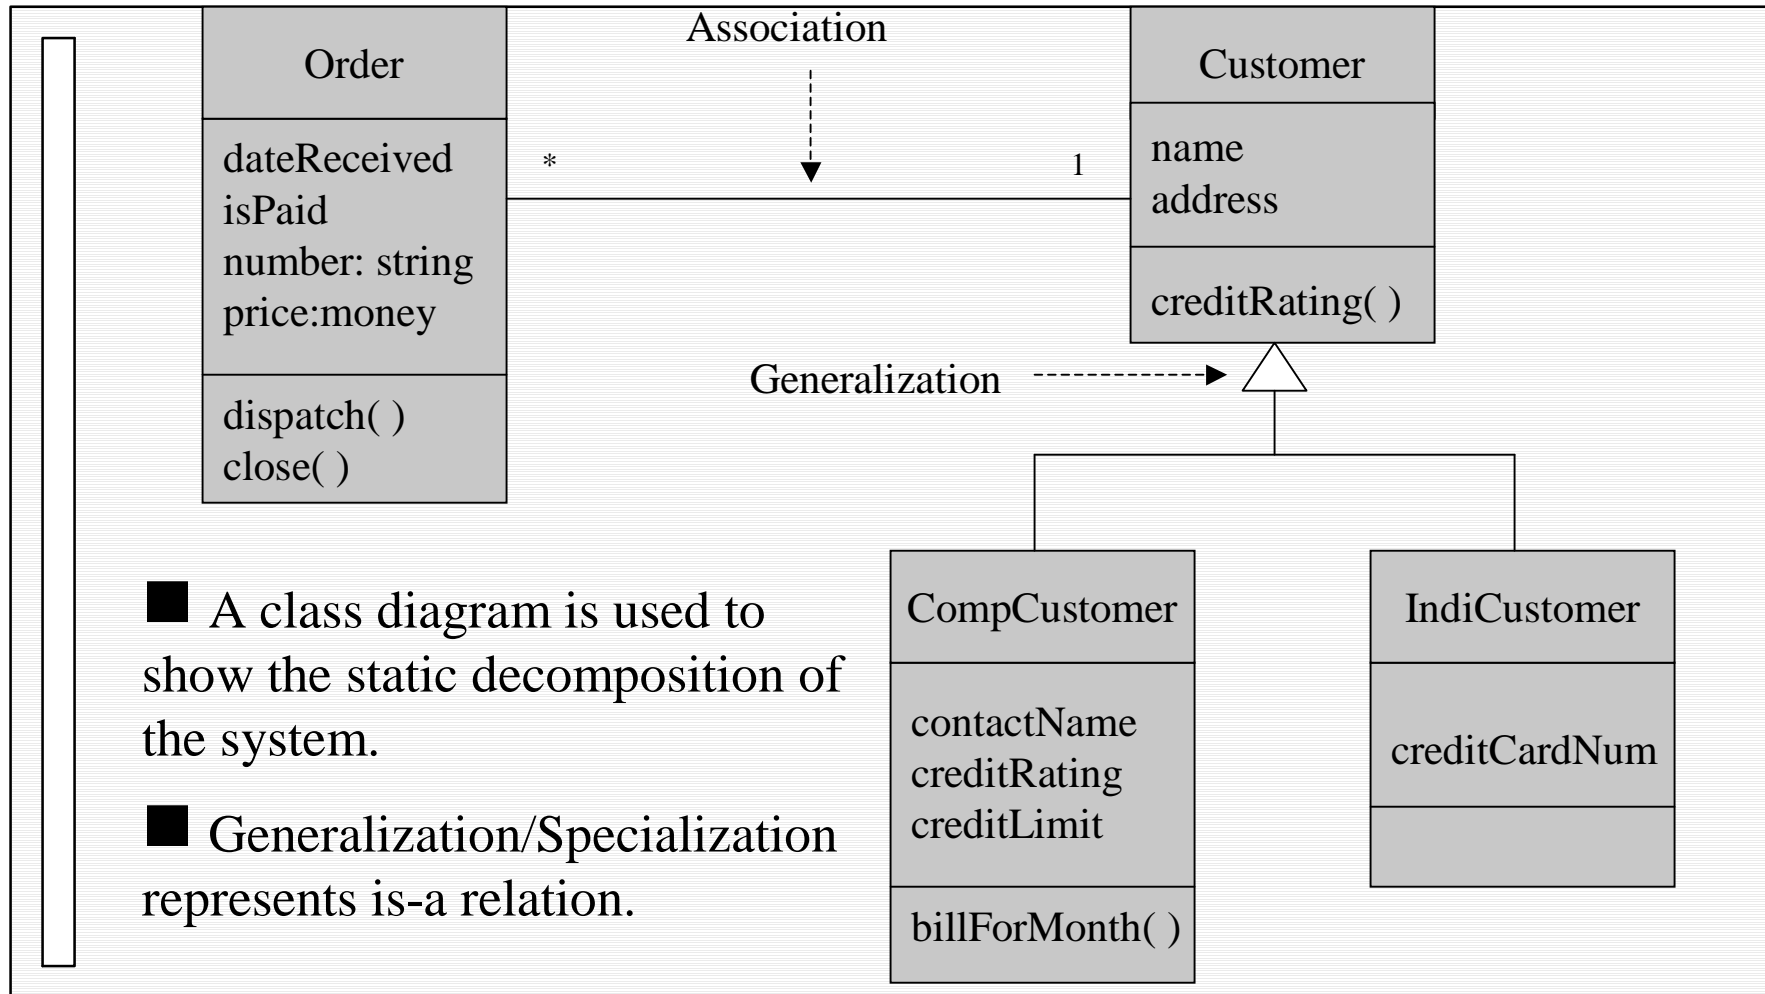 Order
dateReceived
isPaid
number: string
price:money
dispatch( )
close( )
Association
*
1
Customer
name
address
creditRating( )
Generalization
CompCustomer
contactName
creditRating
creditLimit
billForMonth( )
IndiCustomer
creditCardNum
■ A class diagram is used to
show the static decomposition of
the system.
■ Generalization/Specialization
represents is-a relation.